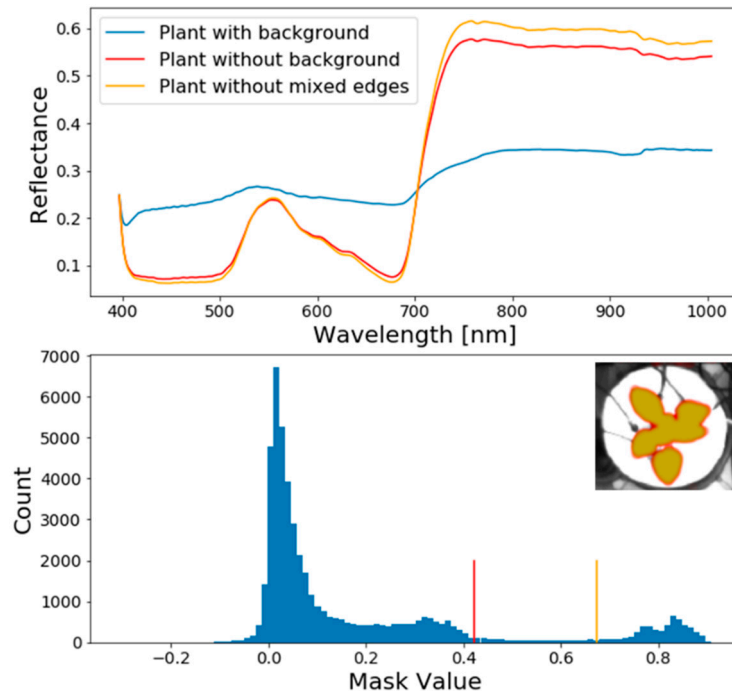 0.6
0.5
0.4
0.3
0.2
0.1
Reflectance
Plant with background
Plant without background
Plant without mixed edges
400 500 600 700 800 900 1000
Wavelength [nm]
7000
6000
5000
4000
3000
2000
1000
0
Count
−0.2 0.0 0.2 0.4 0.6 0.8
Mask Value